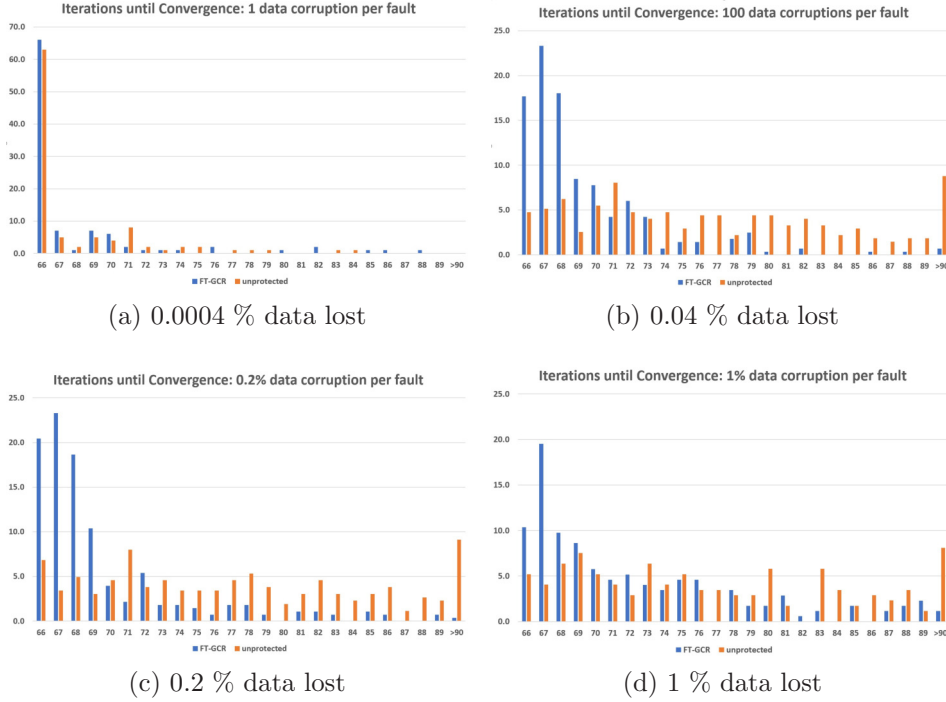 Iterations until Convergence: 1 data corruption per fault
70.0
60.0
50.0
40.0
30.0
20.0
10.0
0.0
66 67 68 69 70 71 72 73 74 75 76 77 78 79 80 81 82 83 84 85 86 87 88 89 >90
FT-GCR unprotected
(a) 0.0004 % data lost
Iterations until Convergence: 100 data corruptions per fault
25.0
20.0
15.0
10.0
5.0
0.0
66 67 68 69 70 71 72 73 74 75 76 77 78 79 80 81 82 83 84 85 86 87 88 89 >90
FT-GCR unprotected
(b) 0.04 % data lost
Iterations until Convergence: 0.2% data corruption per fault
25.0
20.0
15.0
10.0
5.0
0.0
66 67 68 69 70 71 72 73 74 75 76 77 78 79 80 81 82 83 84 85 86 87 88 89 >90
FT-GCR unprotected
(c) 0.2 % data lost
Iterations until Convergence: 1% data corruption per fault
25.0
20.0
15.0
10.0
5.0
0.0
66 67 68 69 70 71 72 73 74 75 76 77 78 79 80 81 82 83 84 85 86 87 88 89 >90
FT-GCR unprotected
(d) 1 % data lost